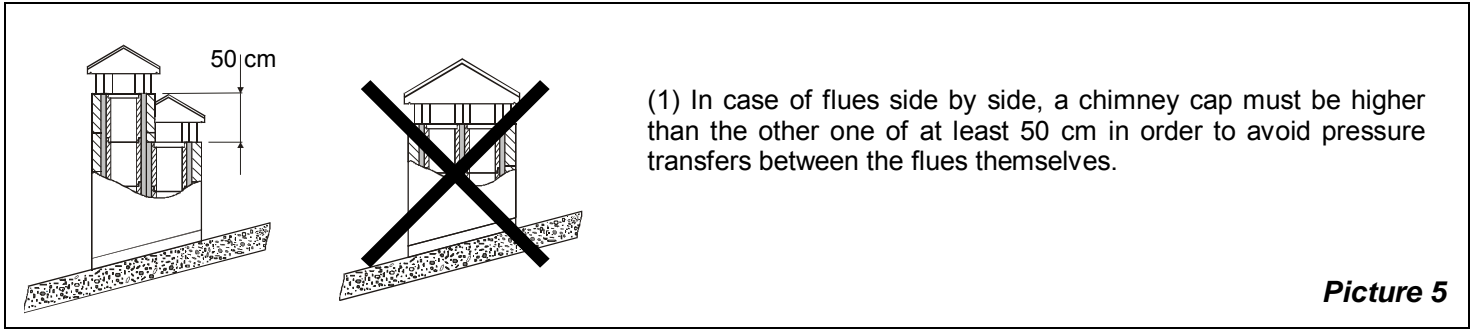 50 cm
(1) In case of flues side by side, a chimney cap must be higher
than the other one of at least 50 cm in order to avoid pressure
transfers between the flues themselves.
Picture 5